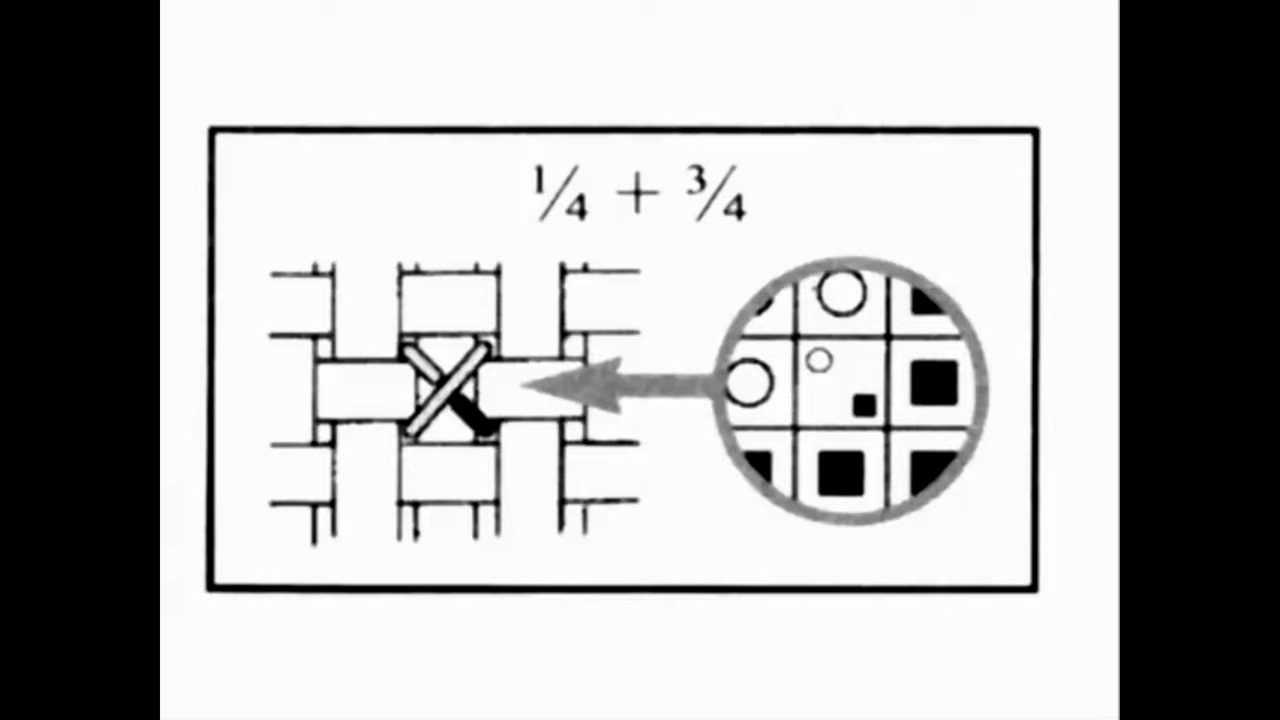 ¼ + ¾